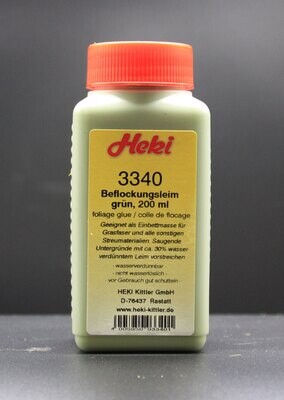 Heki
3340
Beflockungsleim
grün, 200 ml
foliage glue / colle de flocage
Geeignet als Einbettmasse für
Grasfaser und alle sonstigen
Streumaterialien. Saugende
Untergründe mit ca. 30% wasser
verdünntem Leim vorstreichen
- wasserverdünnbar
- nicht wasserlöslich -
- vor Gebrauch gut schütteln -
HEKI Kittler GmbH
D-76437 Rastatt
www.heki-kittler.de